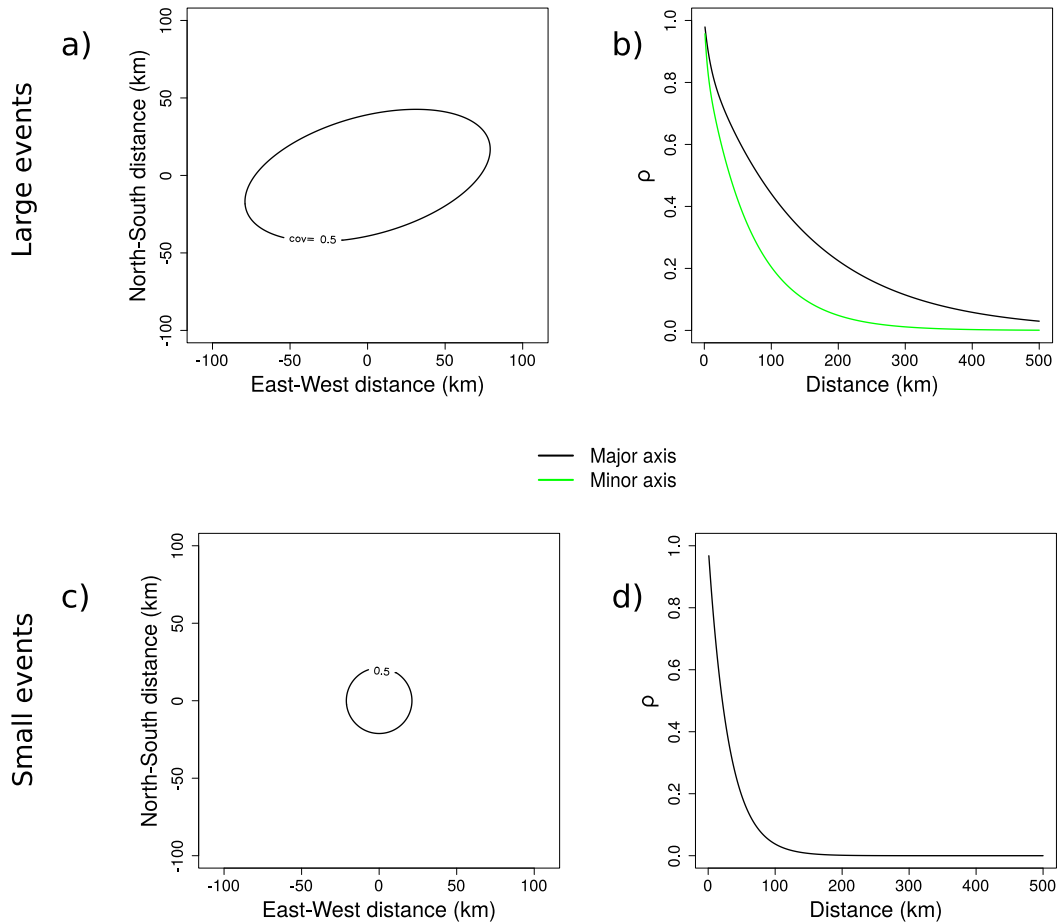 Large events
a)
North-South distance (km)
100
50
0
-50
-100
cov= 0.5
-100
-50
0
50
100
East-West distance (km)
b)
ρ
1.0
0.8
0.6
0.4
0.2
0.0
0
100
200
300
400
500
Distance (km)
Major axis
Minor axis
Small events
c)
North-South distance (km)
100
50
0
-50
-100
0.5
-100
-50
0
50
100
East-West distance (km)
d)
ρ
1.0
0.8
0.6
0.4
0.2
0.0
0
100
200
300
400
500
Distance (km)